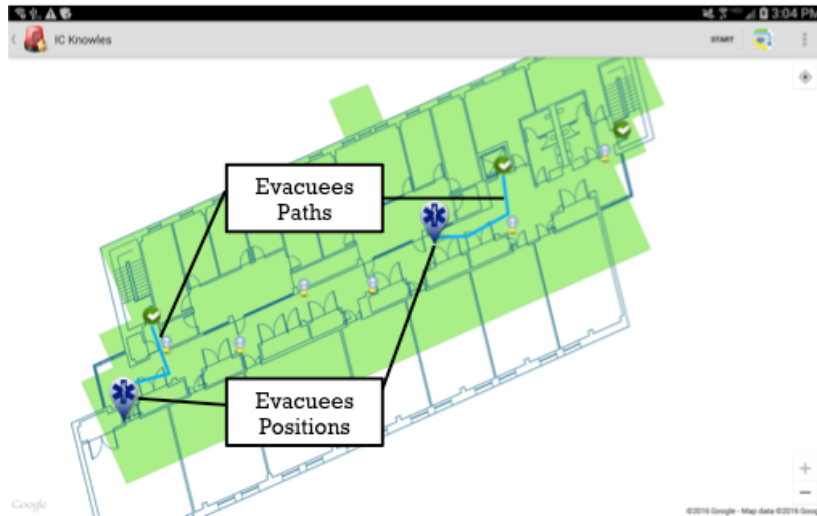 3:04 PM
IC Knowles
START
Evacuees
Paths
Evacuees
Positions
Google
©2016 Google - Map data ©2016 Goog